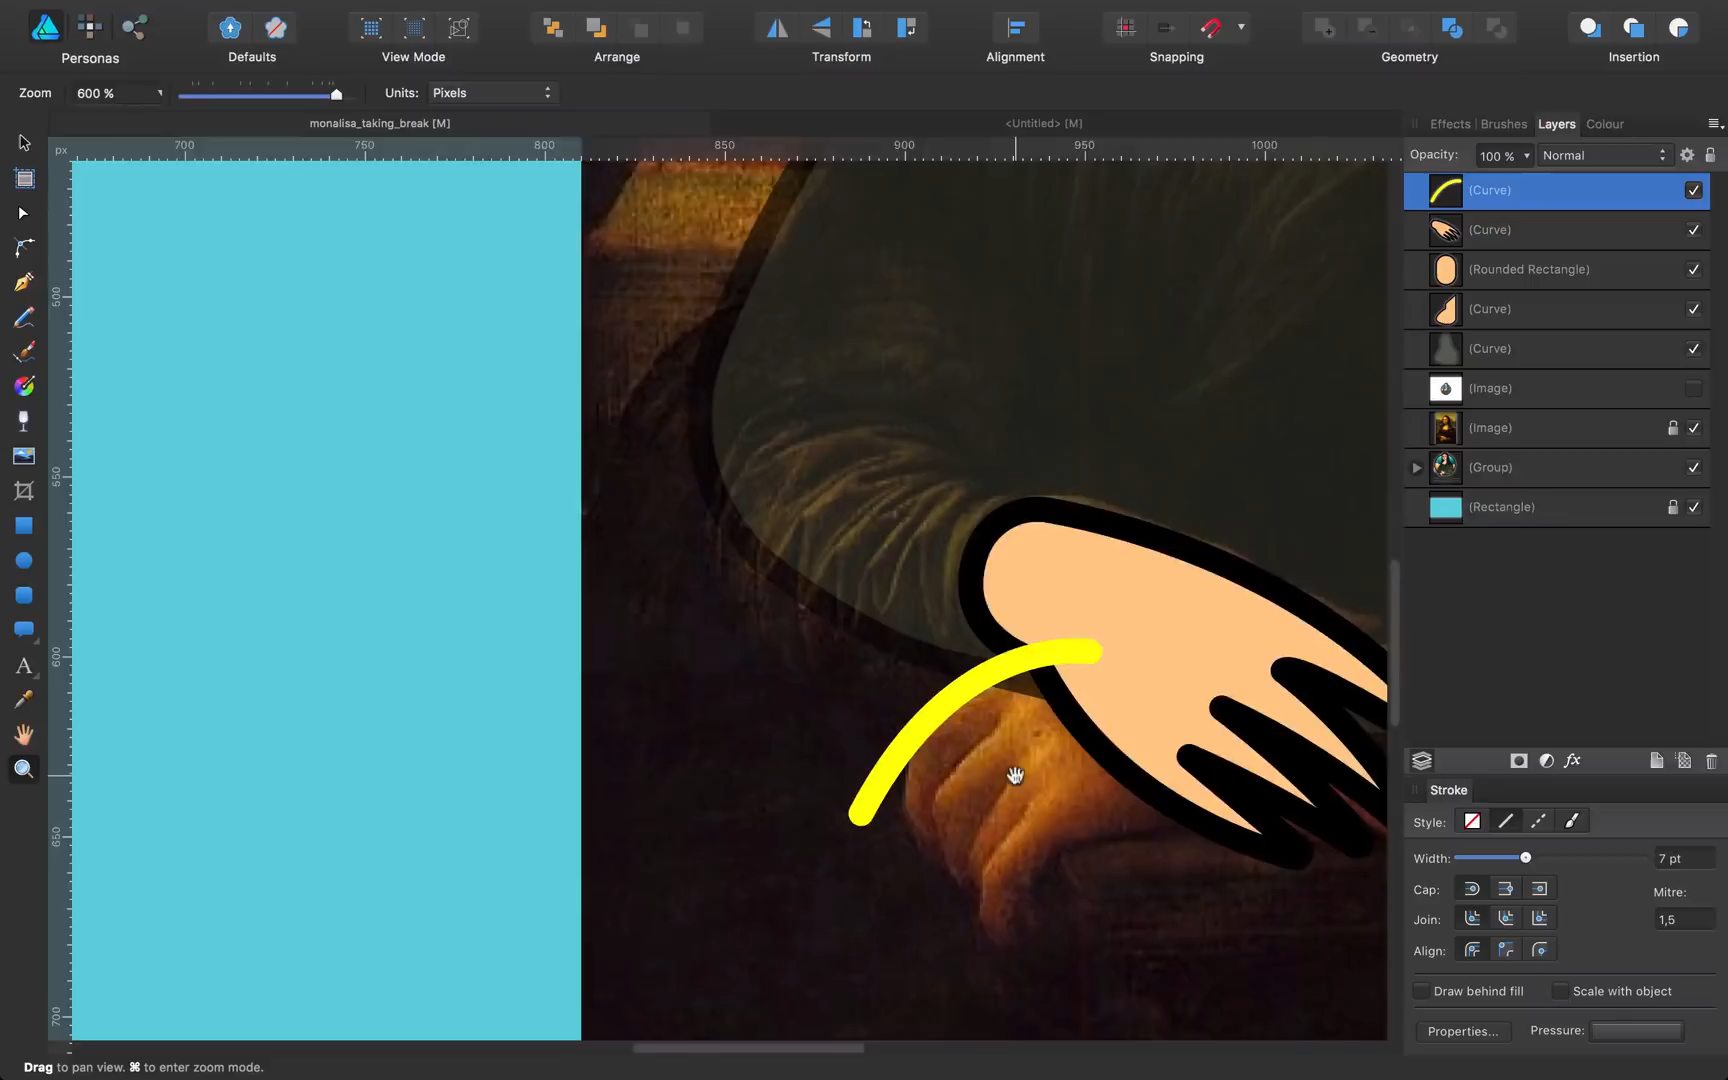 Personas
Defaults
View Mode
Arrange
Transform
Alignment
Snapping
Geometry
Insertion
Zoom
600 %
Units:
Pixels
monalisa_taking_break [M]
<Untitled> [M]
Effects
Brushes
Layers
Colour
px
700
750
800
850
900
950
1000
Opacity:
100 %
Normal
(Curve)
(Curve)
(Rounded Rectangle)
(Curve)
(Curve)
(Image)
(Image)
(Group)
(Rectangle)
500
550
600
650
700
A
fx
Stroke
Style:
Width:
7 pt
Cap:
Mitre:
Join:
1,5
Align:
Draw behind fill
Scale with object
Properties...
Pressure:
Drag to pan view. ⌘ to enter zoom mode.